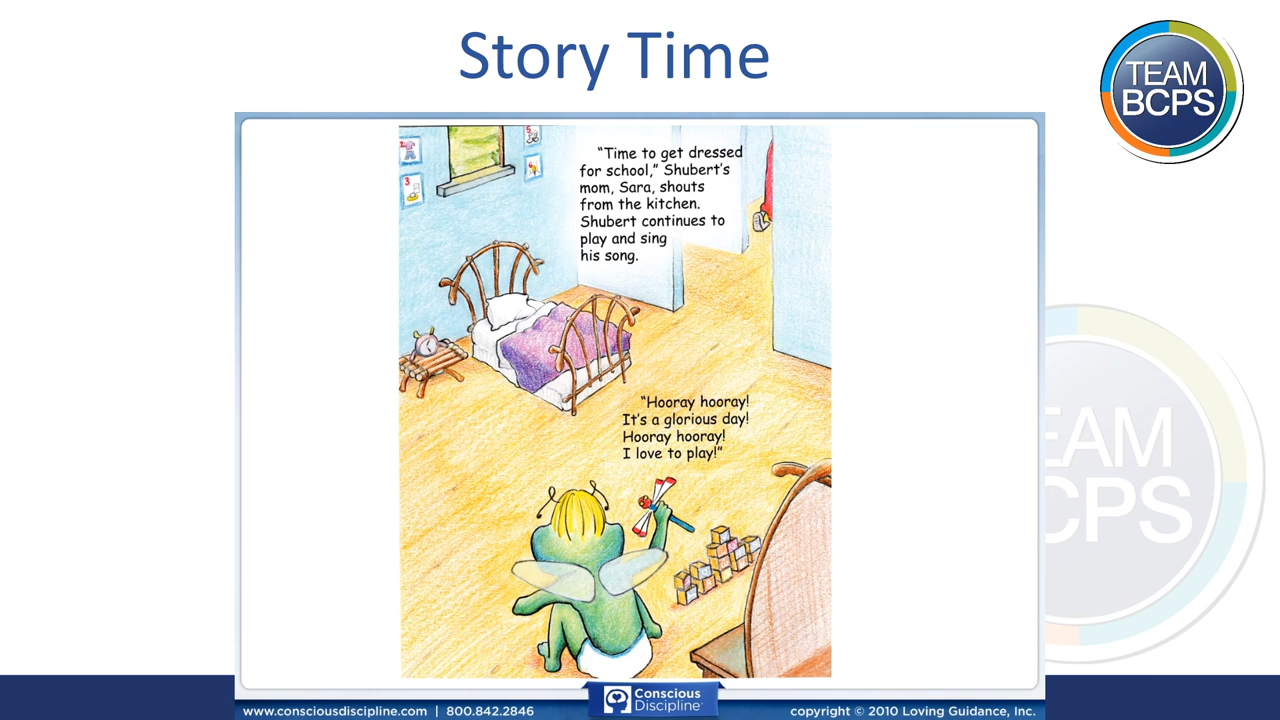 Story Time
TEAM
BCPS
“Time to get dressed
for school,” Shubert’s
mom, Sara, shouts
from the kitchen.
Shubert continues to
play and sing
his song.
“Hooray hooray!
It’s a glorious day!
Hooray hooray!
I love to play!”
EAM
CPS
www.consciousdiscipline.com | 800.842.2846
Conscious
Discipline
copyright © 2010 Loving Guidance, Inc.